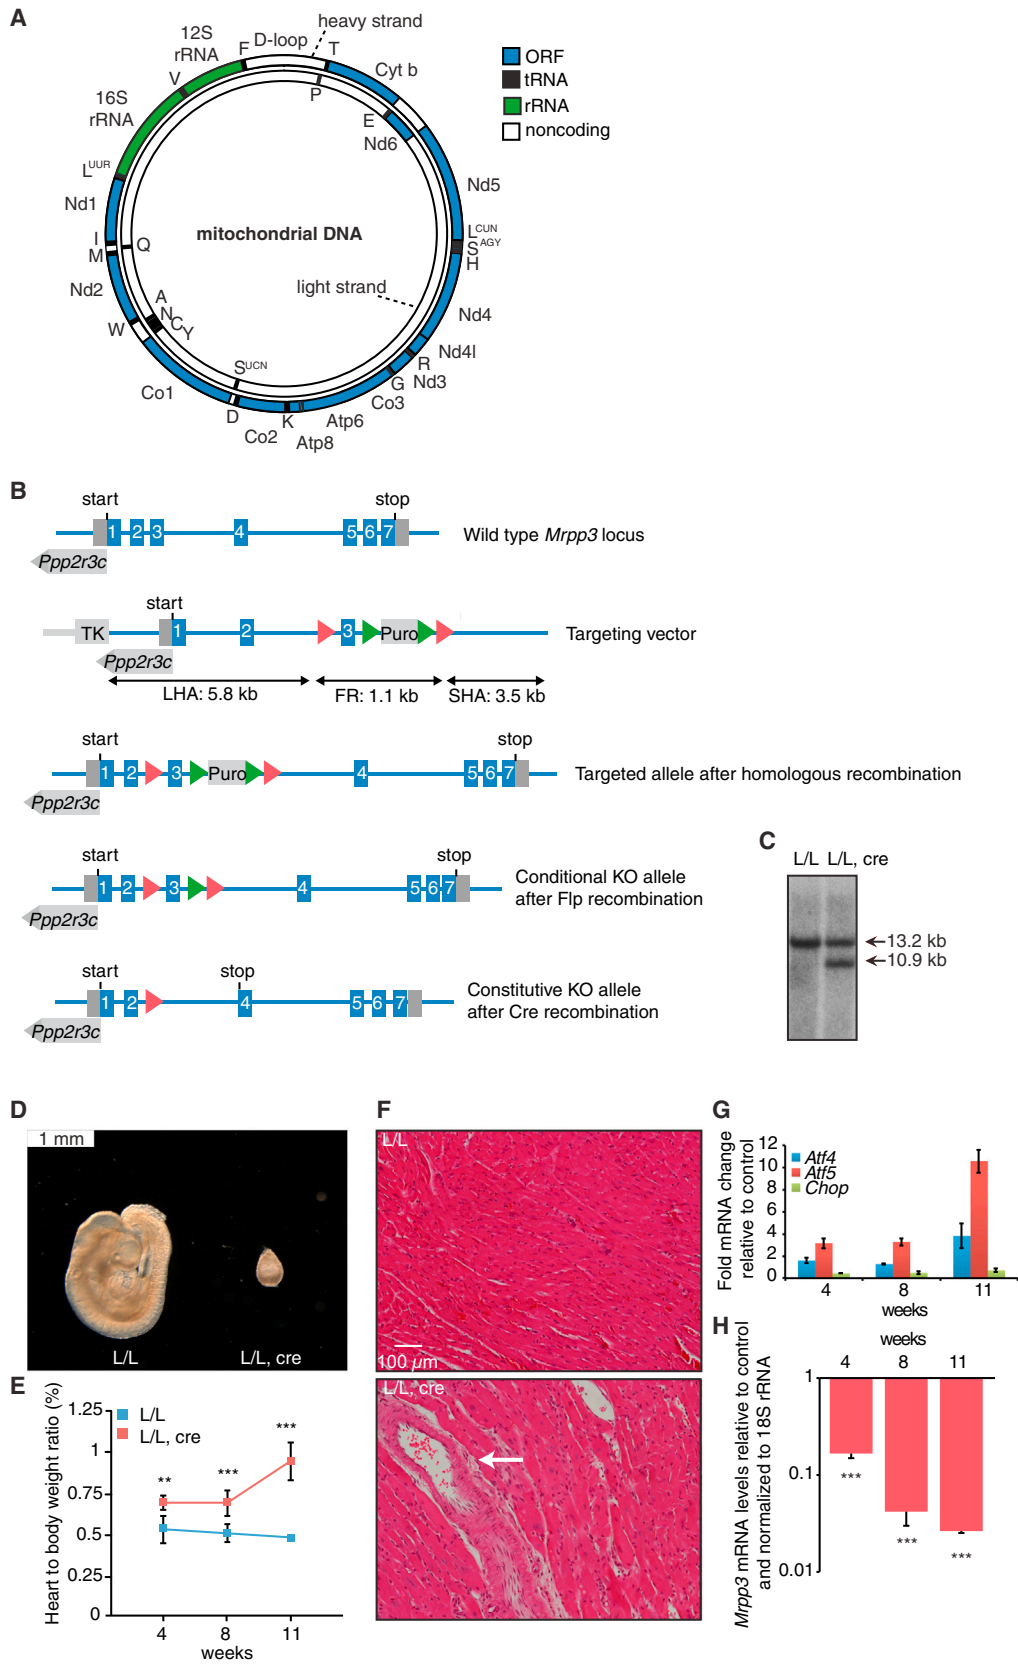 A
heavy strand
D-loop
12S
rRNA
F
T
Cyt b
V
P
16S
rRNA
E
Nd6
L UUR
Nd1
Nd5
ORF
tRNA
rRNA
noncoding
mitochondrial DNA
L CUN
S AGY
H
I
M
Q
Nd2
light strand
Nd4
A
N
C
Y
W
Nd4l
R
Nd3
S UCN
G
Co3
Co1
D
Co2
K
Atp8
Atp6
B
start
stop
1 2 3 4 5 6 7
Ppp2r3c
Wild type Mrpp3 locus
start
TK 1 2 3 Puro
Ppp2r3c
Targeting vector
LHA: 5.8 kb
FR: 1.1 kb
SHA: 3.5 kb
start
stop
1 2 3 Puro 4 5 6 7
Ppp2r3c
Targeted allele after homologous recombination
start
stop
1 2 3 4 5 6 7
Ppp2r3c
Conditional KO allele
after Flp recombination
start
stop
1 2 4 5 6 7
Ppp2r3c
Constitutive KO allele
after Cre recombination
C
L/L L/L, cre
13.2 kb
10.9 kb
D
1 mm
L/L
L/L, cre
E
Heart to body weight ratio (%)
1.25
1
0.75
0.5
0.25
0
L/L
L/L, cre
**
***
***
4 8 11
weeks
F
L/L
100 µm
L/L, cre
G
Fold mRNA change
relative to control
12
10
8
6
4
2
0
Atf4
Atf5
Chop
4 8 11
weeks
H
weeks
4 8 11
Mrpp3 mRNA levels relative to control
and normalized to 18S rRNA
1
0.1
0.01
***
***
***